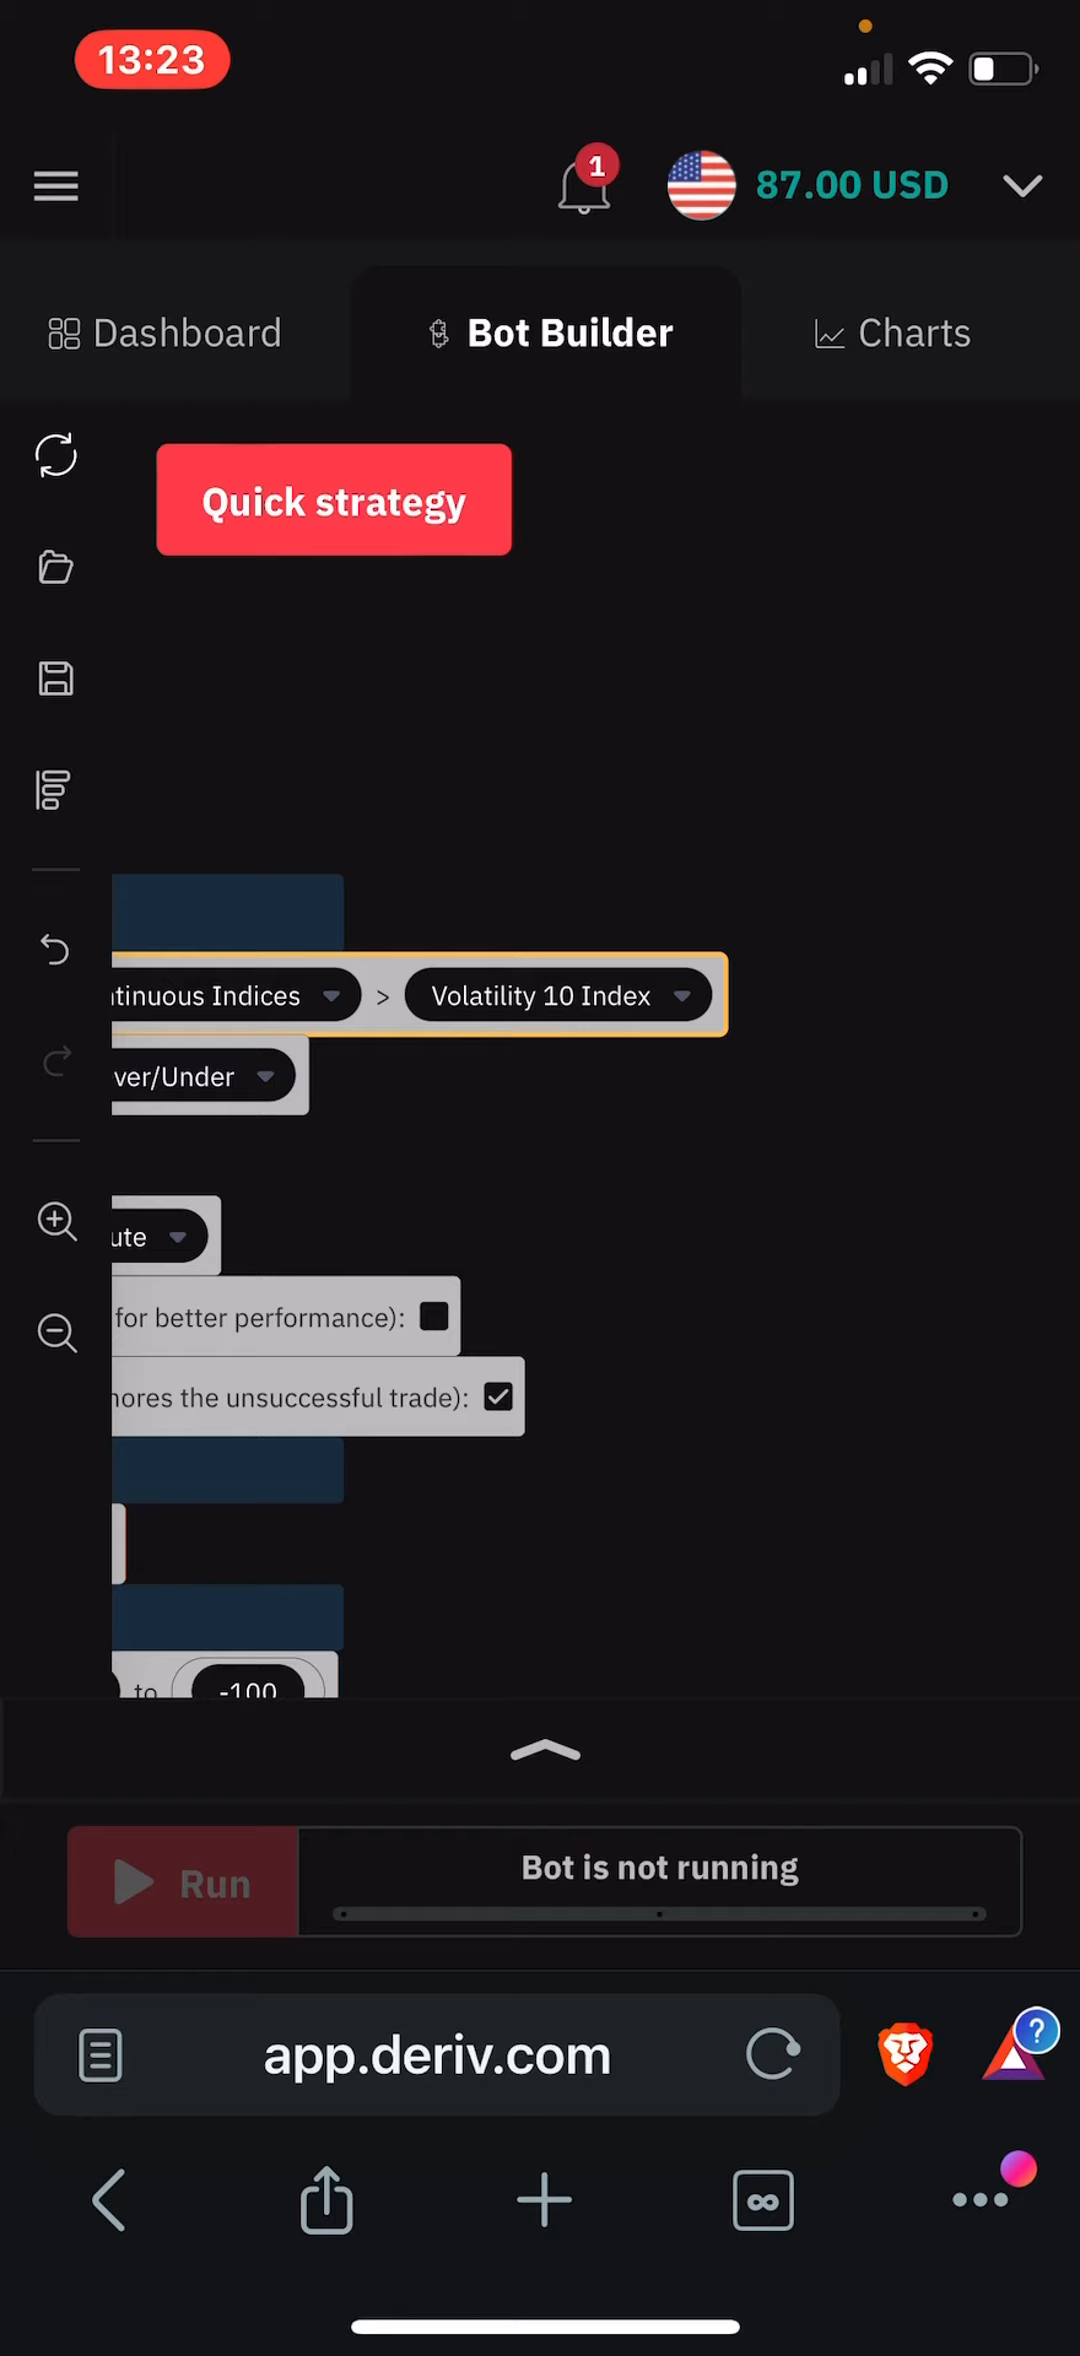 13:23
1
87.00 USD
Dashboard
Bot Builder
Charts
Quick strategy
tinuous Indices > Volatility 10 Index
ver/Under
ute
for better performance):
nores the unsuccessful trade):
to -100
Run
Bot is not running
app.deriv.com
?